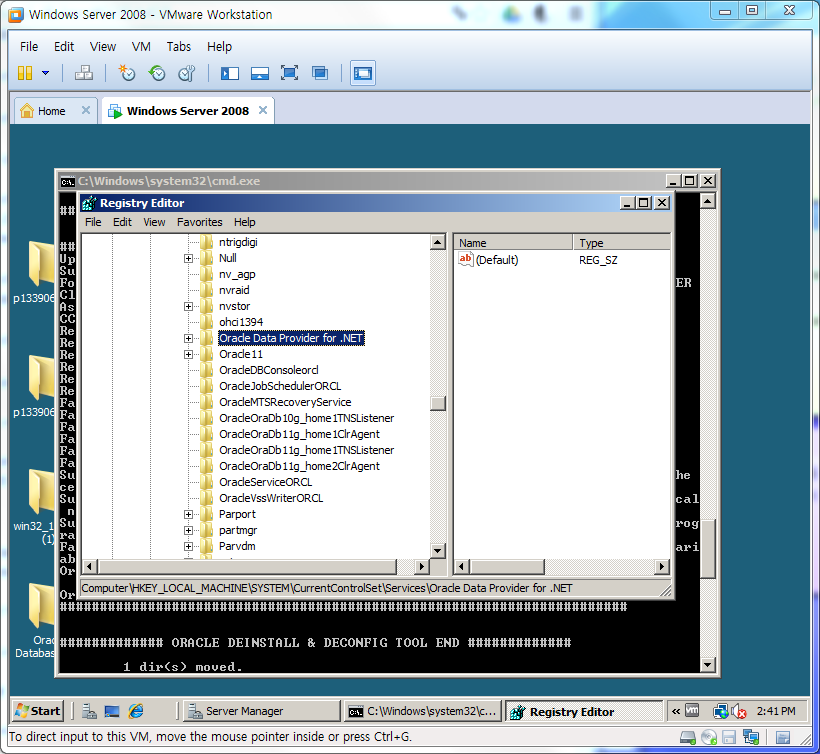 Windows Server 2008 - VMware Workstation
File Edit View VM Tabs Help
Home
Windows Server 2008
C:\Windows\system32\cmd.exe
Registry Editor
File Edit View Favorites Help
ntrigdigi
Null
nv_agp
nvraid
nvstor
ohci1394
Oracle Data Provider for .NET
Oracle11
OracleDBConsoleorcl
OracleJobSchedulerORCL
OracleMTSRecoveryService
OracleOraDb10g_home1TNSListener
OracleOraDb11g_home1ClrAgent
OracleOraDb11g_home1TNSListener
OracleOraDb11g_home2ClrAgent
OracleServiceORCL
OracleVssWriterORCL
Parport
partmgr
Parvdm
Name Type
ab (Default) REG_SZ
Computer\HKEY_LOCAL_MACHINE\SYSTEM\CurrentControlSet\Services\Oracle Data Provider for .NET
##
##
Up
Su
Fo
ER
Cl
As
CC
Re
Re
Re
Re
Re
Re
Fa
Fa
Fa
Fa
Fa
Su
he
ce
Su
cal
n
Su
rog
ra
Fa
ari
ab
Or
Or
#######################################################################
############# ORACLE DEINSTALL & DECONFIG TOOL END #############
1 dir(s) moved.
p133906
p133906
win32_1
(1)
Orac
Databas
Start
Server Manager
C:\Windows\system32\c...
Registry Editor
2:41 PM
To direct input to this VM, move the mouse pointer inside or press Ctrl+G.